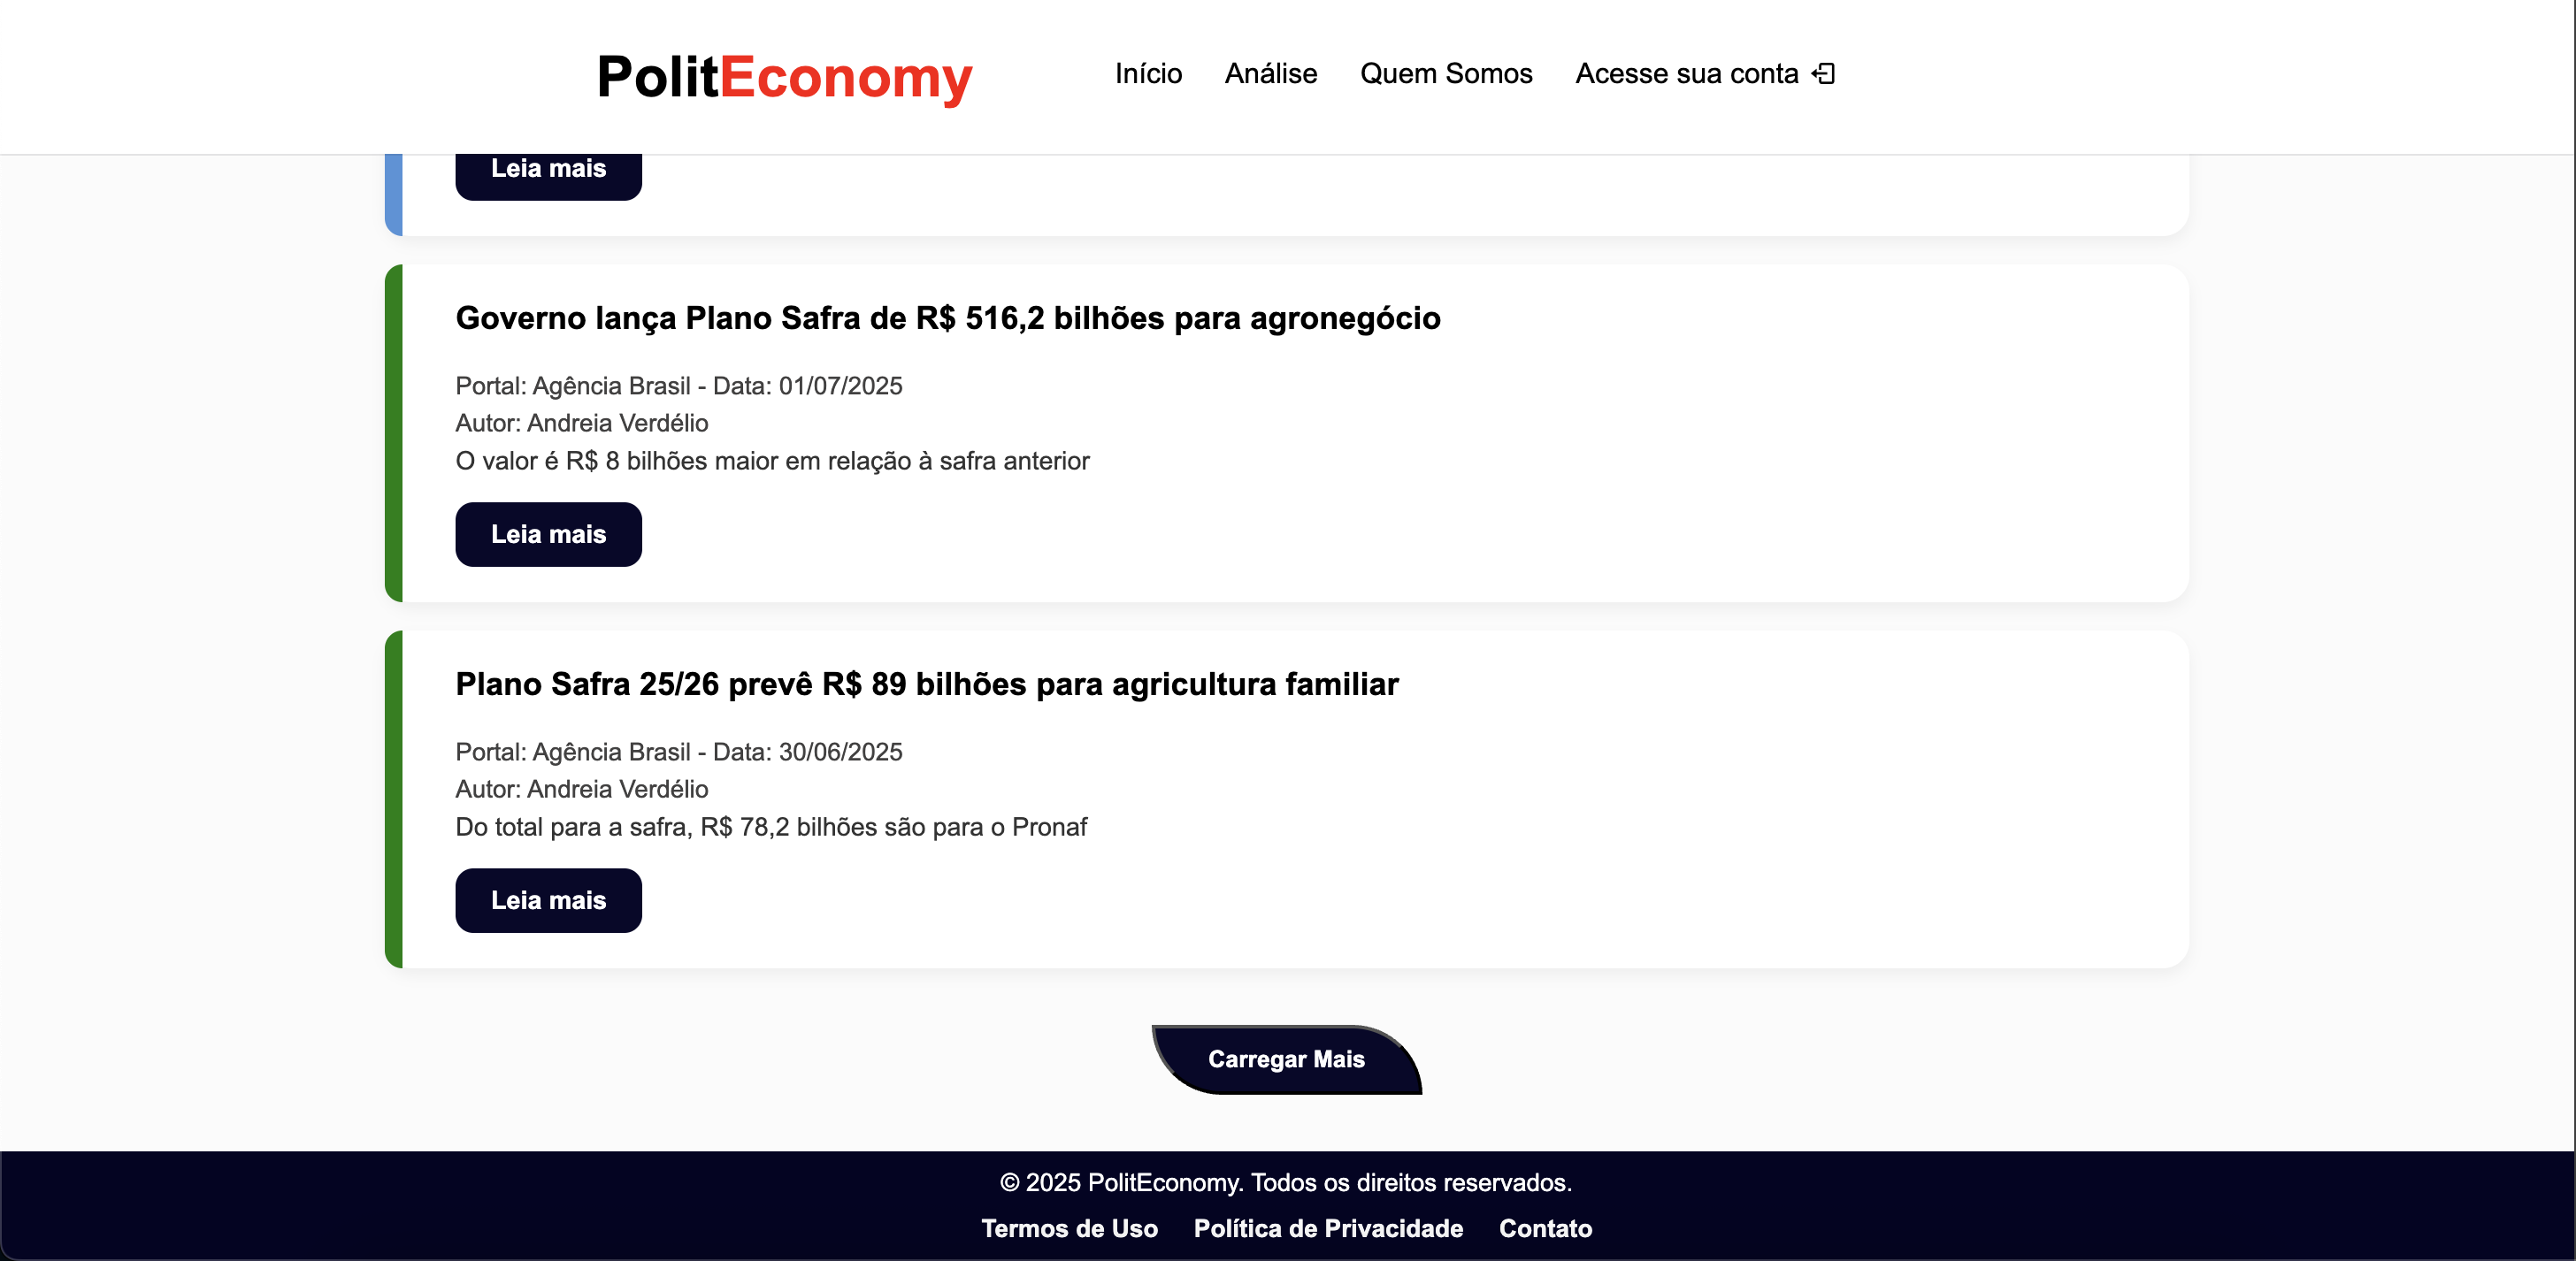 PolitEconomy
Início Análise Quem Somos Acesse sua conta
Leia mais
Governo lança Plano Safra de R$ 516,2 bilhões para agronegócio
Portal: Agência Brasil - Data: 01/07/2025
Autor: Andreia Verdélio
O valor é R$ 8 bilhões maior em relação à safra anterior
Leia mais
Plano Safra 25/26 prevê R$ 89 bilhões para agricultura familiar
Portal: Agência Brasil - Data: 30/06/2025
Autor: Andreia Verdélio
Do total para a safra, R$ 78,2 bilhões são para o Pronaf
Leia mais
Carregar Mais
© 2025 PolitEconomy. Todos os direitos reservados.
Termos de Uso Política de Privacidade Contato